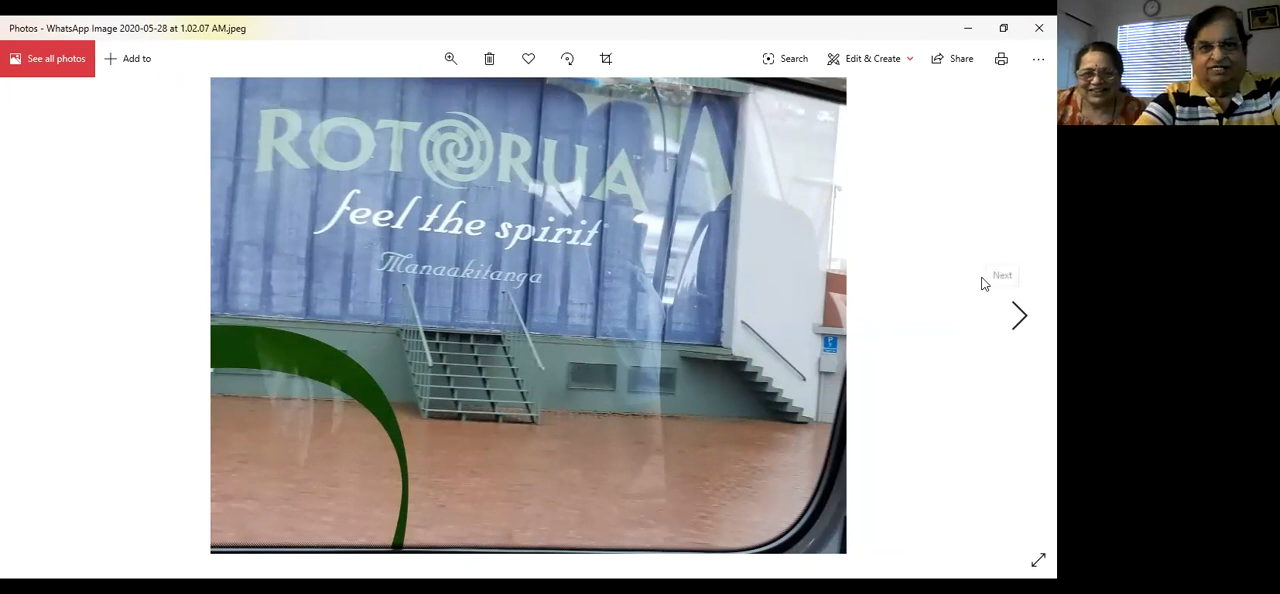 Photos - WhatsApp Image 2020-05-28 at 1.02.07 AM.jpeg
See all photos
Add to
Search
Edit & Create
Share
ROTORUA
feel the spirit
Manaakitanga
P
Next